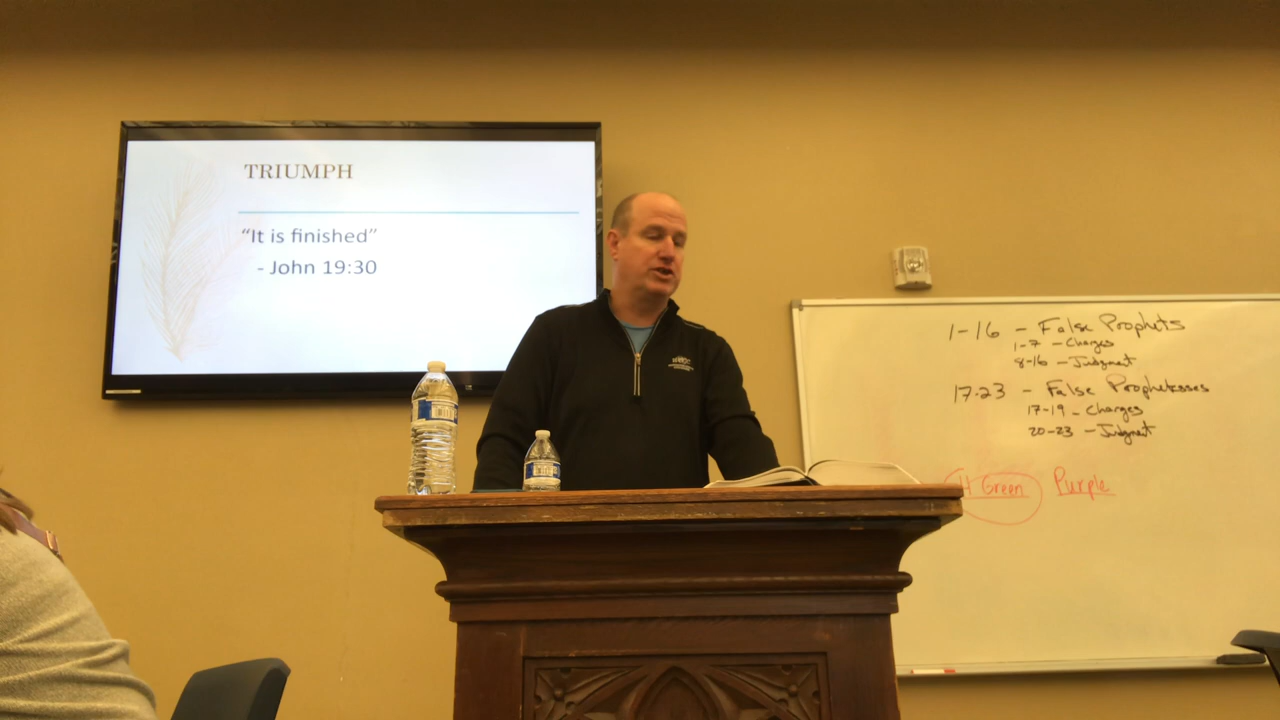 TRIUMPH
“It is finished”
- John 19:30
1-16 - False Prophets
1-7 - Charges
8-16 - Judgment
17-23 - False Prophetesses
17-19 - Charges
20-23 - Judgment
Green Purple